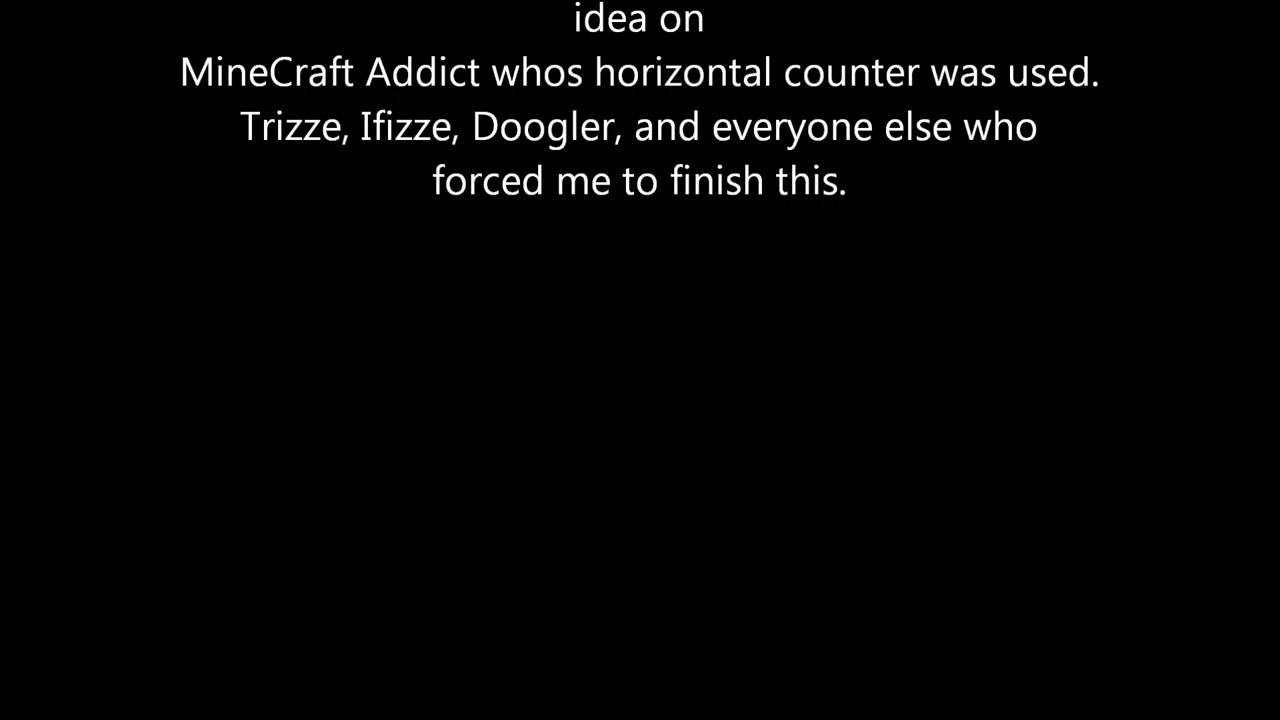 idea on
MineCraft Addict whos horizontal counter was used.
Trizze, Ifizze, Doogler, and everyone else who
forced me to finish this.